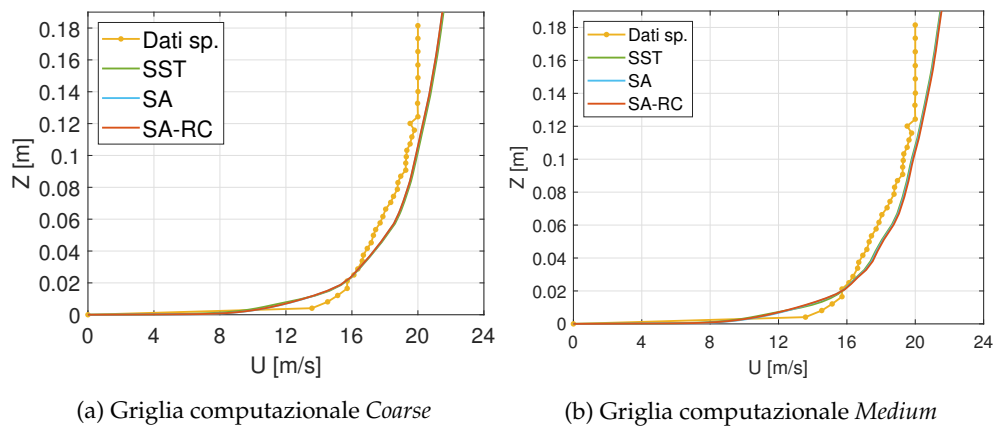 0.18
0.16
0.14
0.12
0.1
0.08
0.06
0.04
0.02
0
Z [m]
Dati sp.
SST
SA
SA-RC
0 4 8 12 16 20 24
U [m/s]
(a) Griglia computazionale Coarse
0.18
0.16
0.14
0.12
0.1
0.08
0.06
0.04
0.02
0
Z [m]
Dati sp.
SST
SA
SA-RC
0 4 8 12 16 20 24
U [m/s]
(b) Griglia computazionale Medium